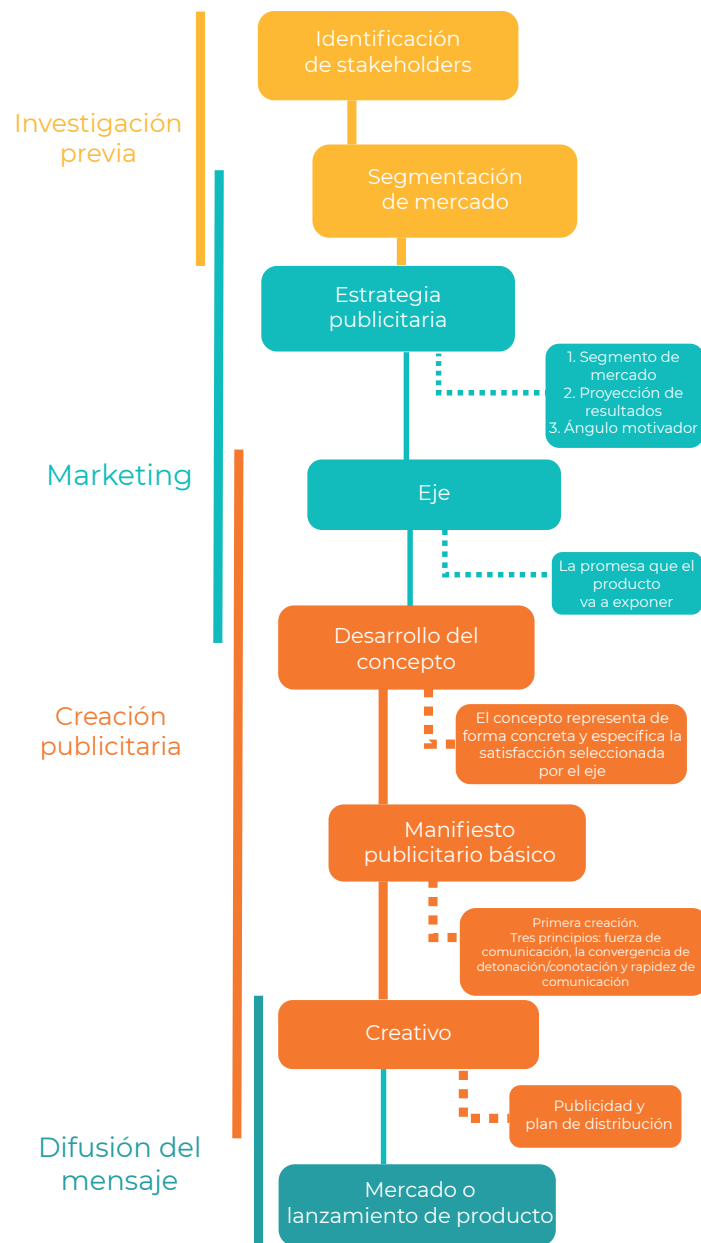 Identificación
de stakeholders
Investigación
previa
Segmentación
de mercado
Estrategia
publicitaria
1. Segmento de
mercado
2. Proyección de
resultados
3. Ángulo motivador
Marketing
Eje
La promesa que el
producto
va a exponer
Desarrollo del
concepto
Creación
publicitaria
El concepto representa de
forma concreta y específica la
satisfacción seleccionada
por el eje
Manifiesto
publicitario básico
Primera creación.
Tres principios: fuerza de
comunicación, la convergencia de
detonación/conotación y rapidez de
comunicación
Creativo
Publicidad y
plan de distribución
Difusión del
mensaje
Mercado o
lanzamiento de producto